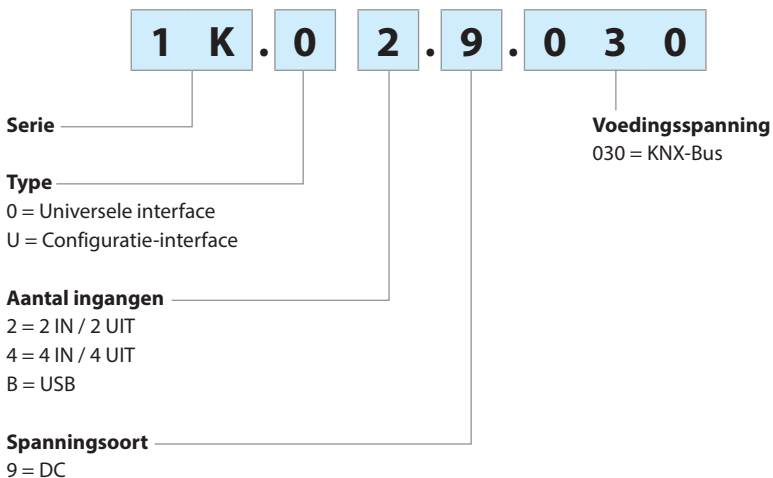 1 K . 0 2 . 9 . 0 3 0
Serie
Voedingsspanning
030 = KNX-Bus
Type
0 = Universele interface
U = Configuratie-interface
Aantal ingangen
2 = 2 IN / 2 UIT
4 = 4 IN / 4 UIT
B = USB
Spanningsoort
9 = DC